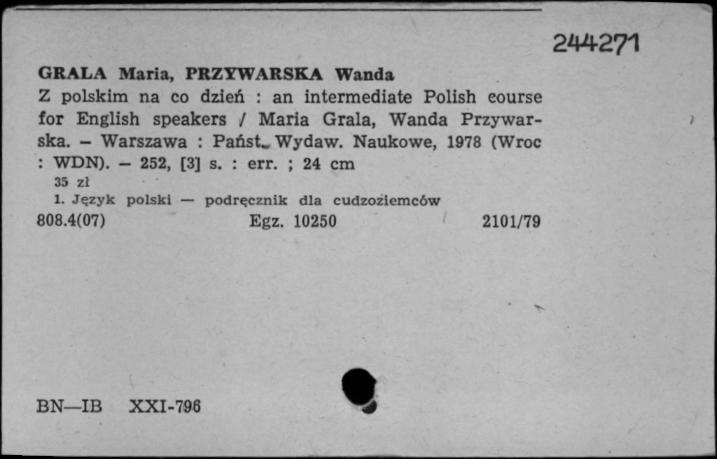 244271
GRALA Maria, PRZYWARSKA Wanda
Z polskim na co dzień : an intermediate Polish course
for English speakers / Maria Grala, Wanda Przywar-
ska. — Warszawa : Państ. Wydaw. Naukowe, 1978 (Wroc
: WDN). — 252, [3] s. : err. ; 24 cm
35 zł
1. Język polski — podręcznik dla cudzoziemców
808.4(07) Egz. 10250 2101/79
BN—IB XXI-796